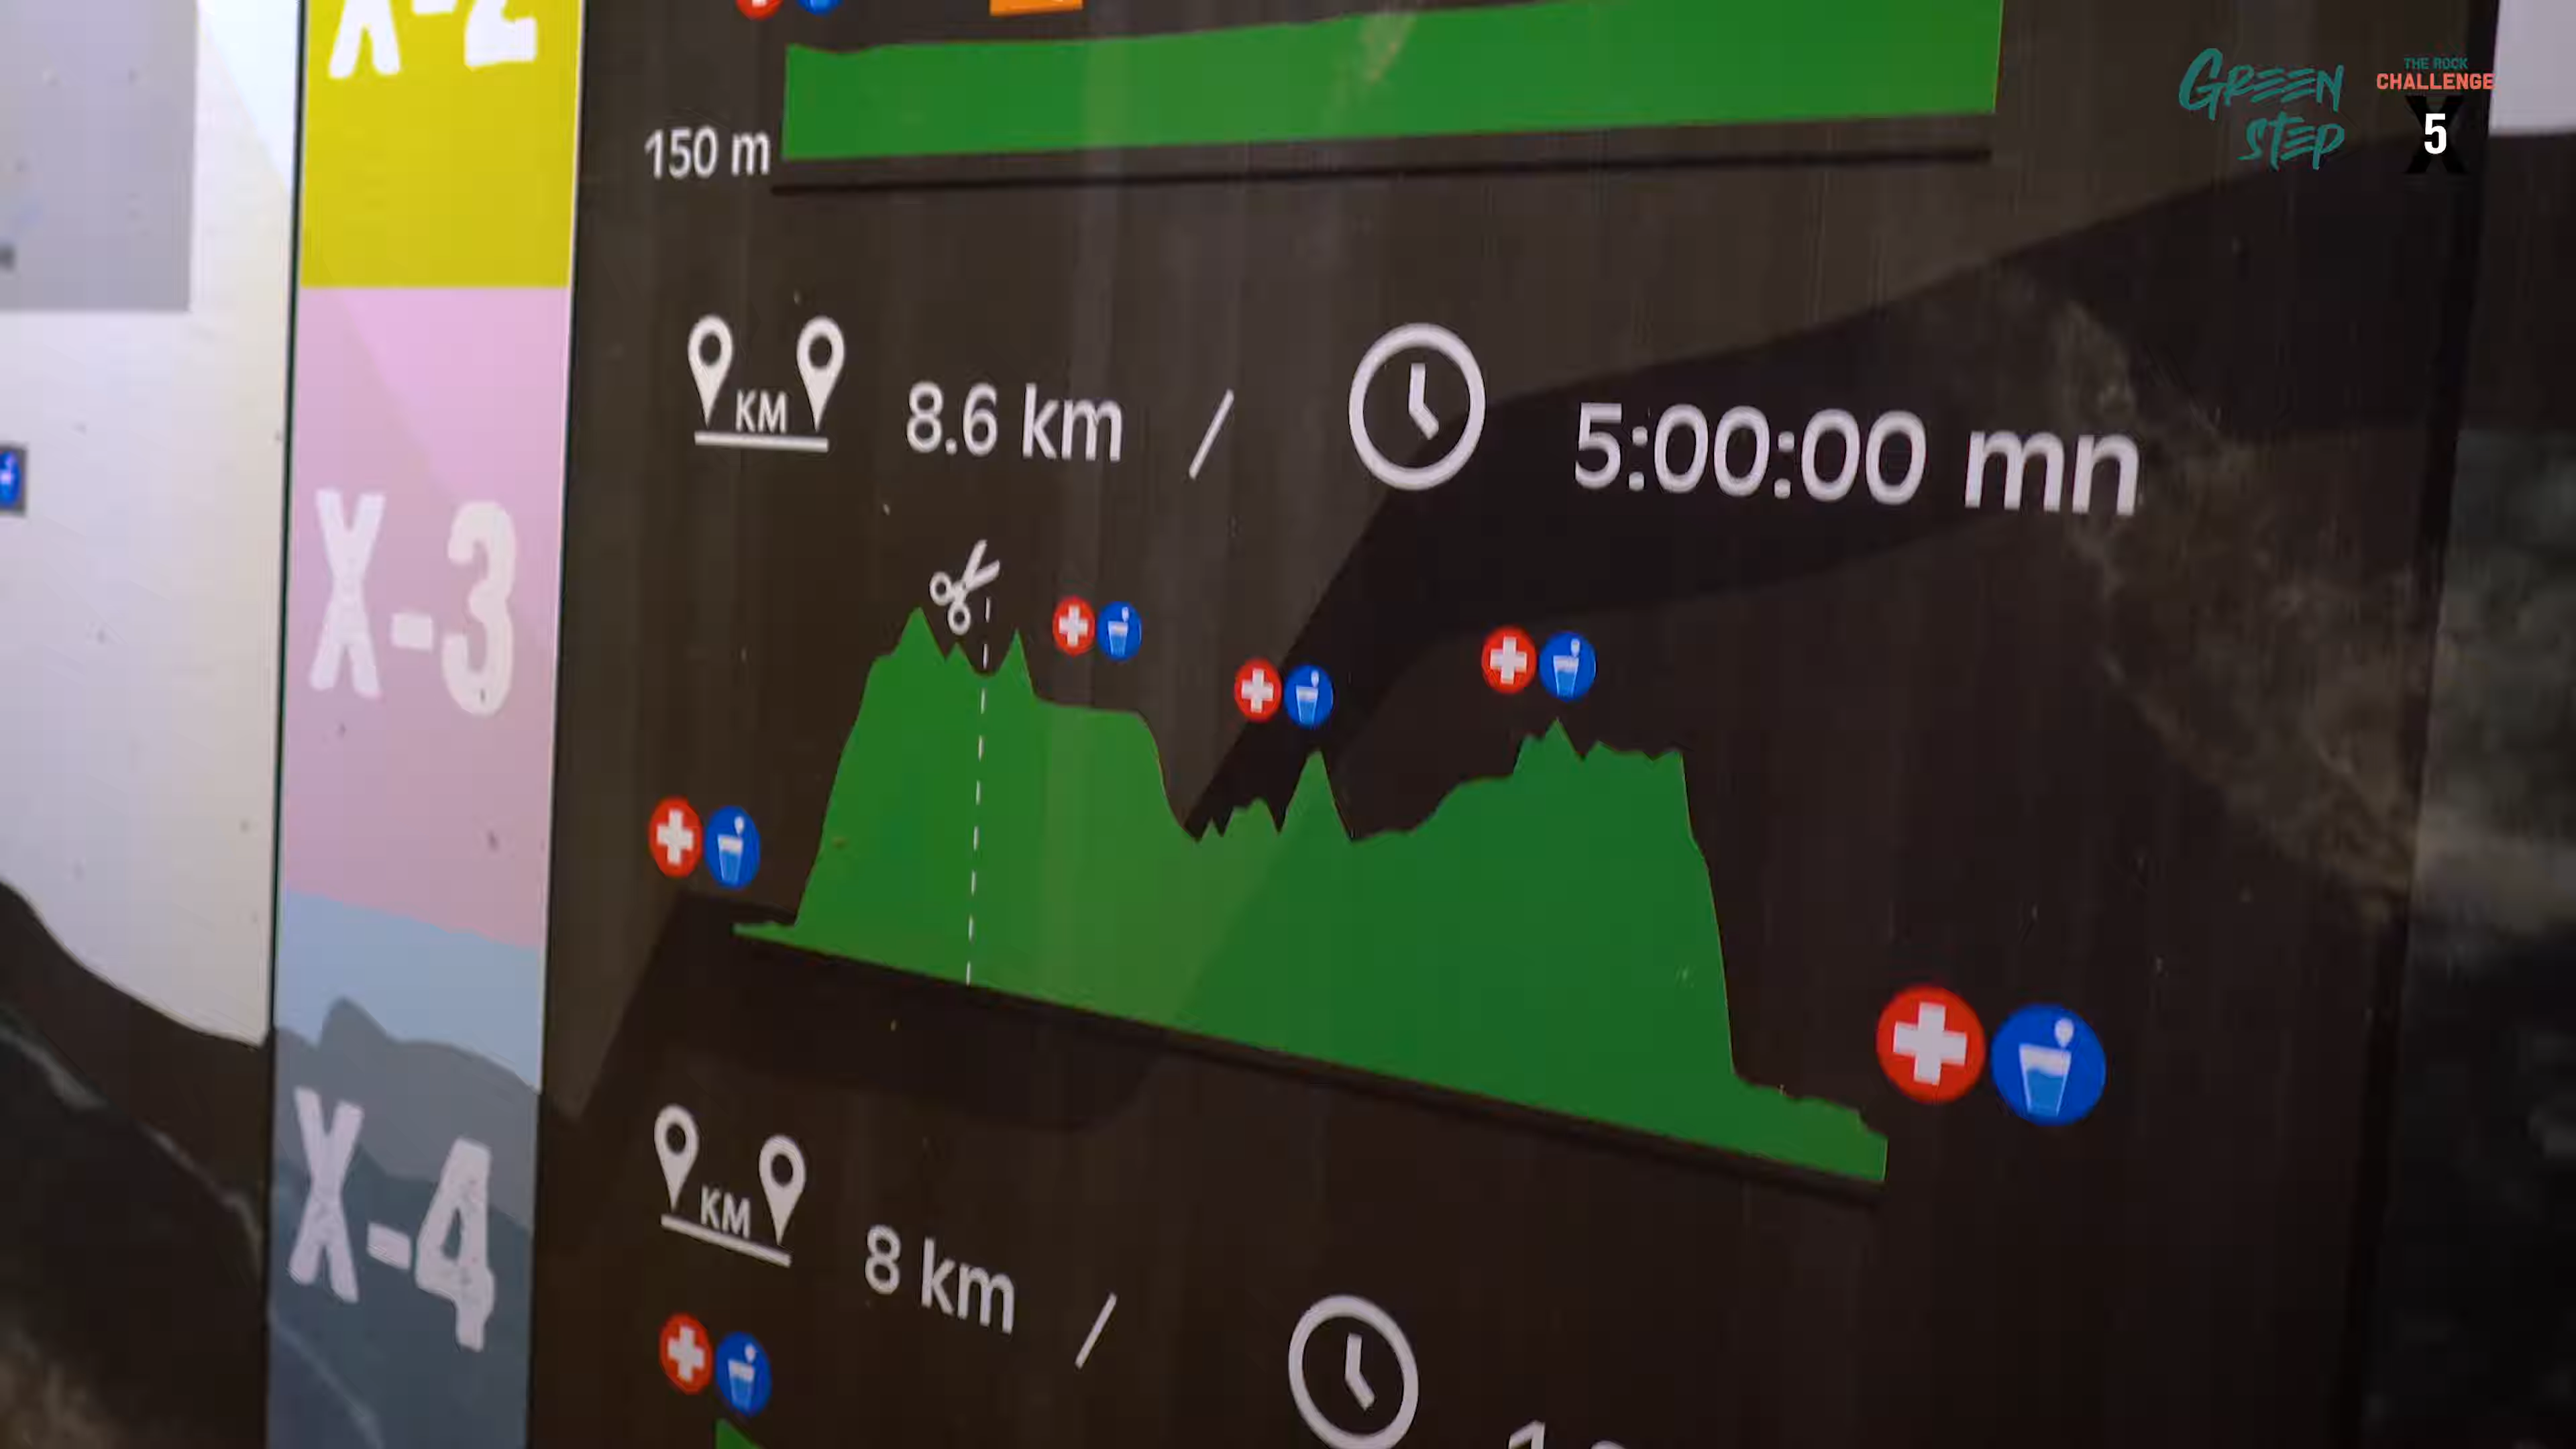 X-2
150 m
GREEN
STEP
THE ROCK
CHALLENGE
X
5
KM
8.6 km / 5:00:00 mn
X-3
X-4
KM
8 km /